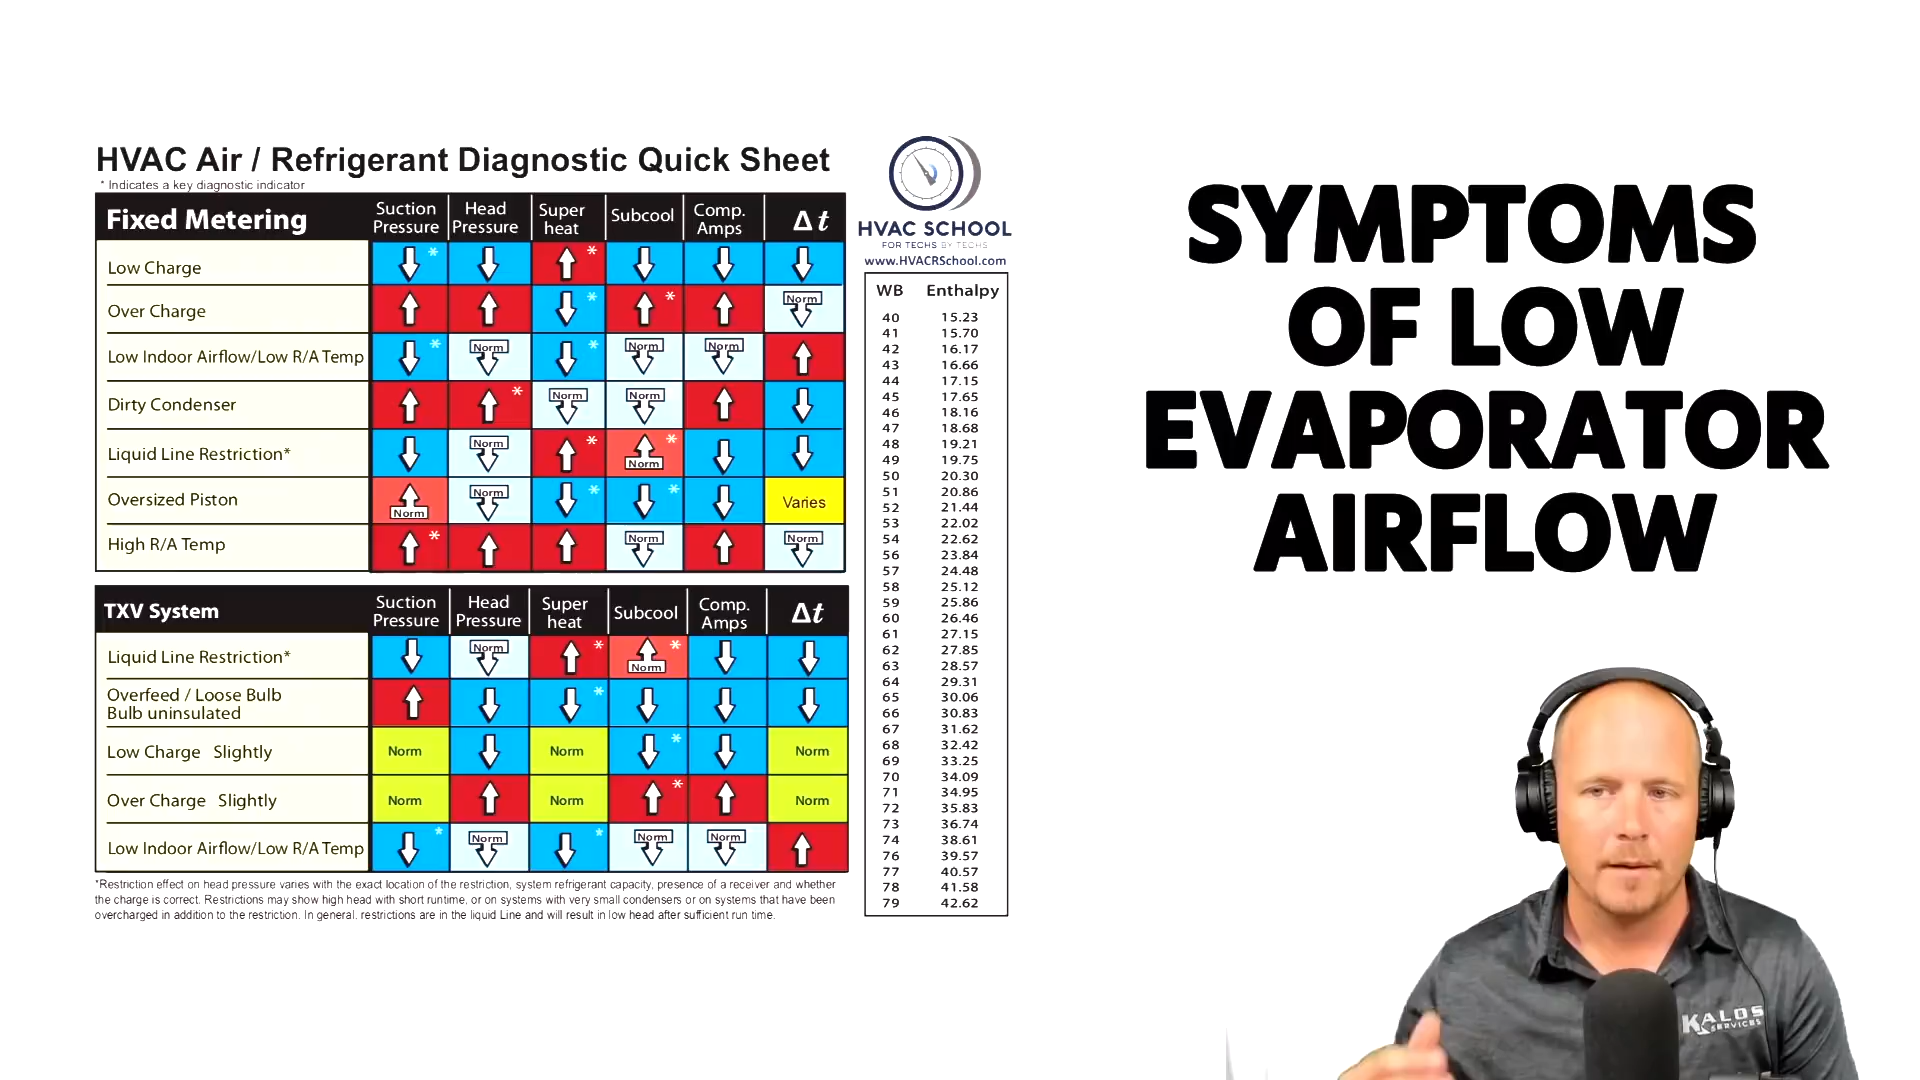 HVAC Air / Refrigerant Diagnostic Quick Sheet
* Indicates a key diagnostic indicator
Fixed Metering Suction Pressure Head Pressure Super heat Subcool Comp. Amps Δt
Low Charge * *
Over Charge * * Norm
Low Indoor Airflow/Low R/A Temp * Norm * Norm Norm
Dirty Condenser * Norm Norm
Liquid Line Restriction* Norm * * Norm
Oversized Piston Norm Norm * * Varies
High R/A Temp * Norm Norm
TXV System Suction Pressure Head Pressure Super heat Subcool Comp. Amps Δt
Liquid Line Restriction* Norm * * Norm
Overfeed / Loose Bulb
Bulb uninsulated *
Low Charge Slightly Norm Norm * Norm
Over Charge Slightly Norm Norm * Norm
Low Indoor Airflow/Low R/A Temp * Norm * Norm Norm
*Restriction effect on head pressure varies with the exact location of the restriction, system refrigerant capacity, presence of a receiver and whether
the charge is correct. Restrictions may show high head with short runtime, or on systems with very small condensers or on systems that have been
overcharged in addition to the restriction. In general, restrictions are in the liquid Line and will result in low head after sufficient run time.
HVAC SCHOOL
FOR TECHS BY TECHS
www.HVACRSchool.com
WB Enthalpy
40 15.23
41 15.70
42 16.17
43 16.66
44 17.15
45 17.65
46 18.16
47 18.68
48 19.21
49 19.75
50 20.30
51 20.86
52 21.44
53 22.02
54 22.62
56 23.84
57 24.48
58 25.12
59 25.86
60 26.46
61 27.15
62 27.85
63 28.57
64 29.31
65 30.06
66 30.83
67 31.62
68 32.42
69 33.25
70 34.09
71 34.95
72 35.83
73 36.74
74 38.61
76 39.57
77 40.57
78 41.58
79 42.62
SYMPTOMS
OF LOW
EVAPORATOR
AIRFLOW
KALOS
SERVICES